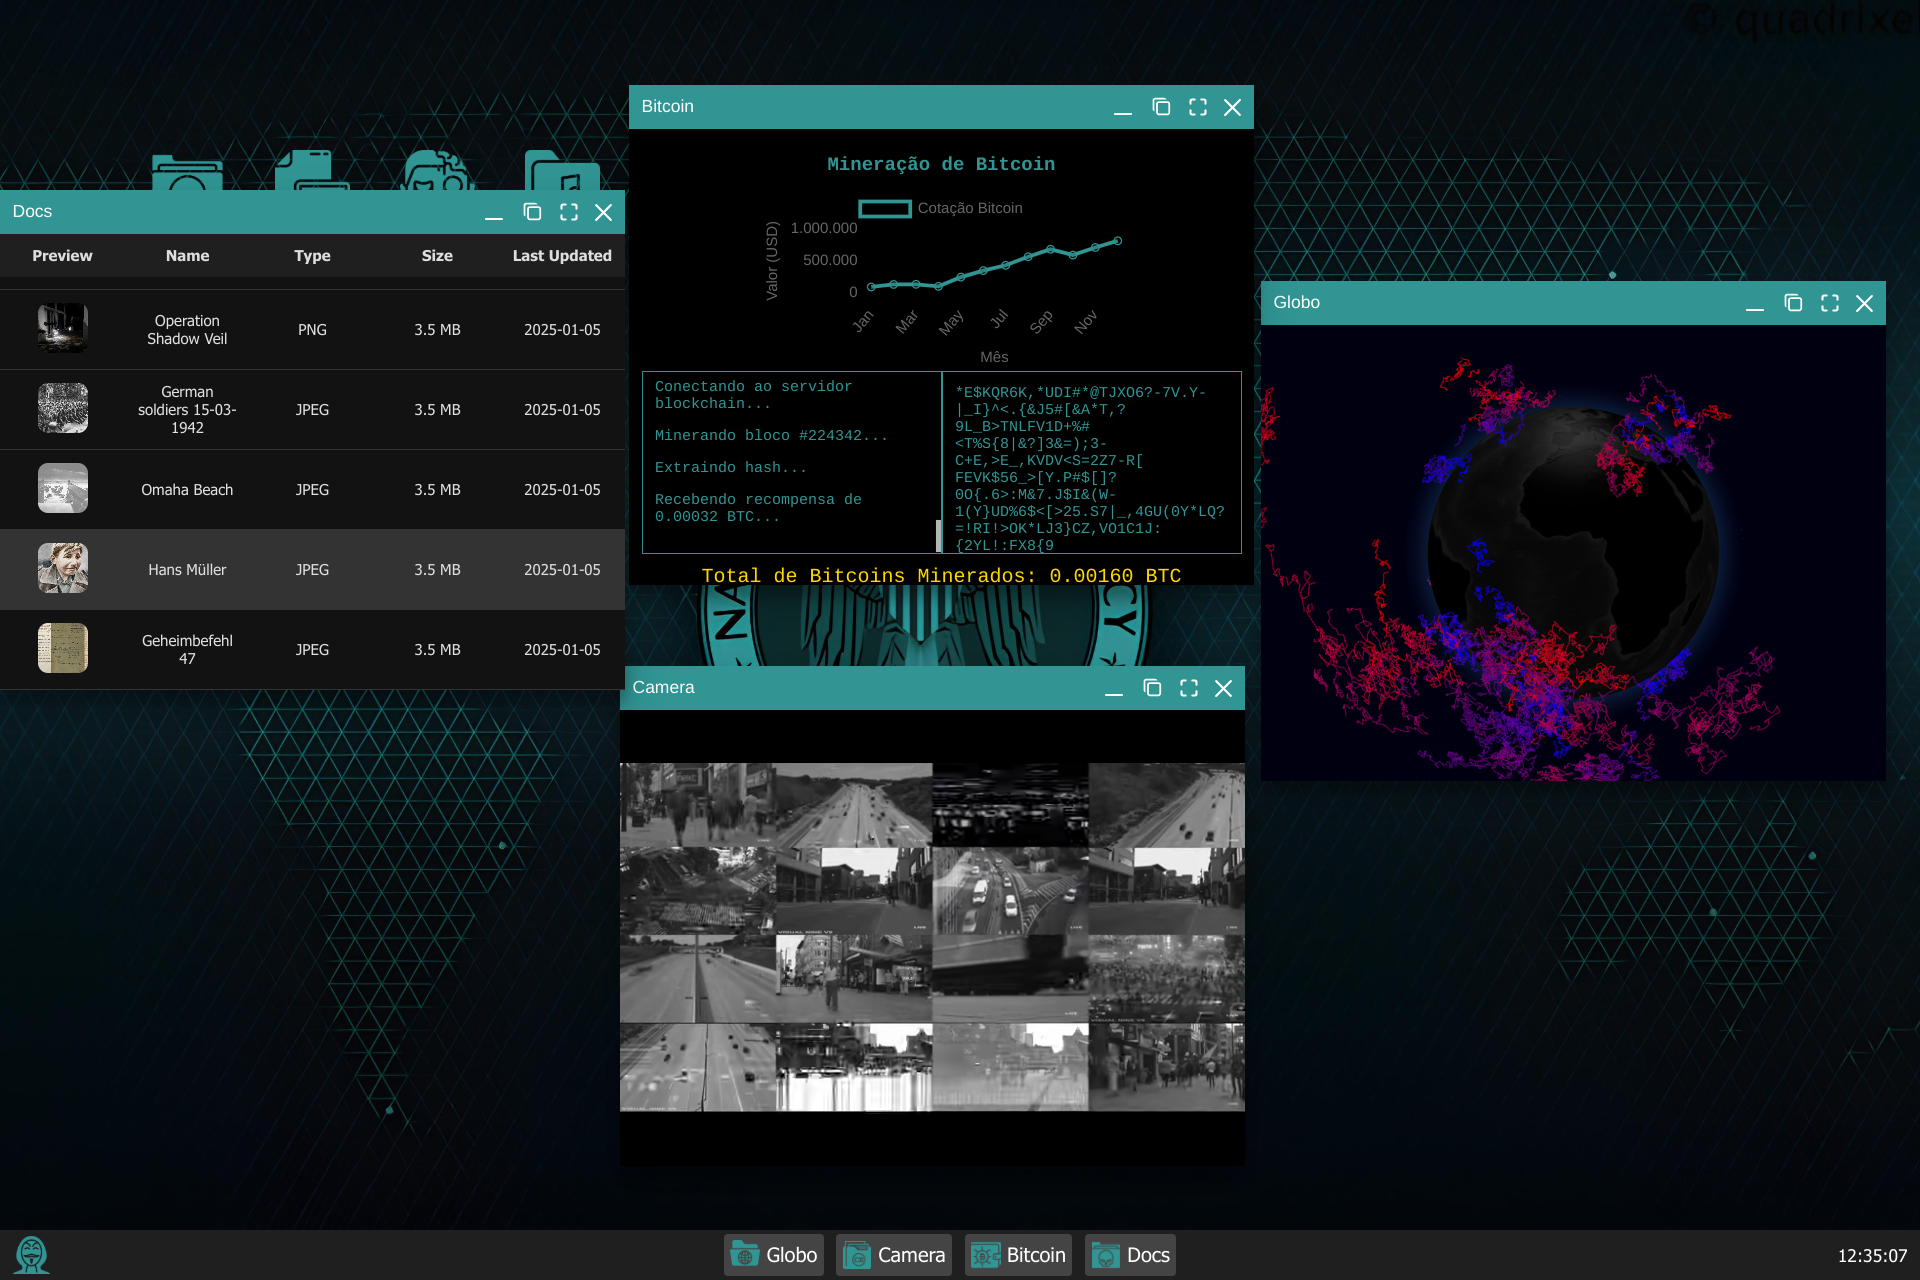 © quadrixe
Bitcoin
Mineração de Bitcoin
Cotação Bitcoin
Valor (USD)
1.000.000
500.000
0
Jan
Mar
May
Jul
Sep
Nov
Mês
Conectando ao servidor
blockchain...
Minerando bloco #224342...
Extraindo hash...
Recebendo recompensa de
0.00032 BTC...
*E$KQR6K,*UDI#*@TJXO6?-7V.Y-
|_I}^<.{&J5#[&A*T,?
9L_B>TNLFV1D+%#
<T%S{8|&?]3&=);3-
C+E,>E_,KVDV<S=2Z7-R[
FEVK$56_>[Y.P#$[]?
0O{.6>:M&7.J$I&(W-
1(Y}UD%6$<[>25.S7|_,4GU(0Y*LQ?
=!RI!>OK*LJ3}CZ,VO1C1J:
{2YL!:FX8{9
Total de Bitcoins Minerados: 0.00160 BTC
Docs
Preview Name Type Size Last Updated
Operation
Shadow Veil
PNG 3.5 MB 2025-01-05
German
soldiers 15-03-
1942
JPEG 3.5 MB 2025-01-05
Omaha Beach JPEG 3.5 MB 2025-01-05
Hans Müller JPEG 3.5 MB 2025-01-05
Geheimbefehl
47
JPEG 3.5 MB 2025-01-05
Globo
NA
CY
Camera
Globo Camera Bitcoin Docs
12:35:07